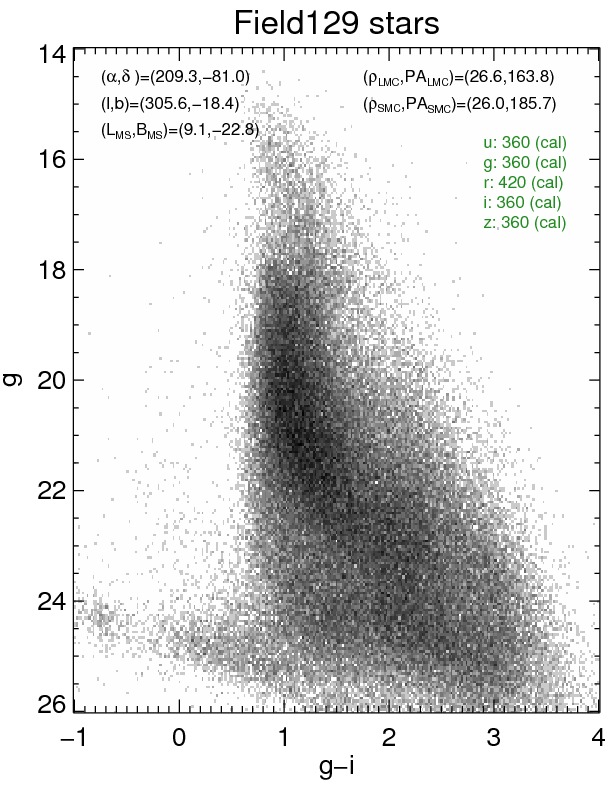 Field129 stars
(α,δ )=(209.3,−81.0)
(ρLMC,PALMC)=(26.6,163.8)
(l,b)=(305.6,−18.4)
(ρSMC,PASMC)=(26.0,185.7)
(LMS,BMS)=(9.1,−22.8)
u: 360 (cal)
g: 360 (cal)
r: 420 (cal)
i: 360 (cal)
z: 360 (cal)
14
16
18
20
22
24
26
g
−1 0 1 2 3 4
g−i